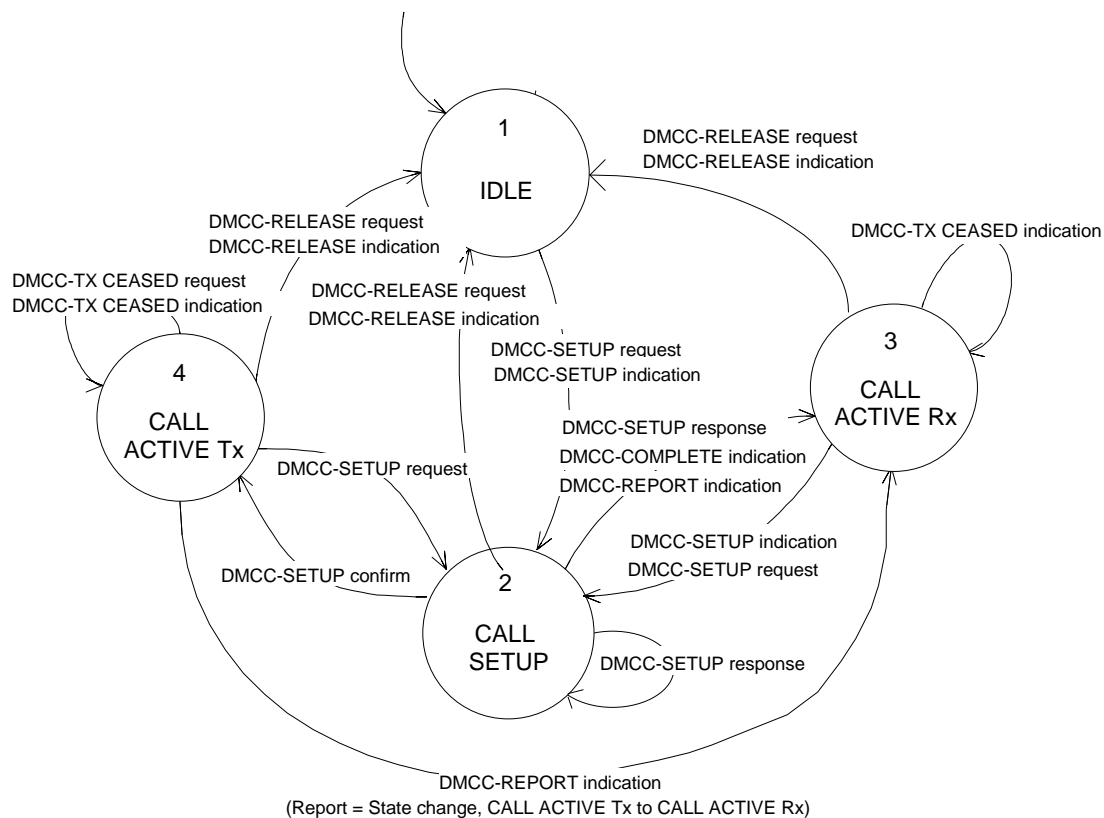 1
IDLE
DMCC-RELEASE request
DMCC-RELEASE indication
DMCC-RELEASE request
DMCC-RELEASE indication
DMCC-TX CEASED indication
DMCC-TX CEASED request
DMCC-TX CEASED indication
DMCC-RELEASE request
DMCC-RELEASE indication
DMCC-SETUP request
DMCC-SETUP indication
3
CALL
ACTIVE Rx
4
CALL
ACTIVE Tx
DMCC-SETUP response
DMCC-COMPLETE indication
DMCC-REPORT indication
DMCC-SETUP request
DMCC-SETUP indication
DMCC-SETUP request
DMCC-SETUP confirm
2
CALL
SETUP
DMCC-SETUP response
DMCC-REPORT indication
(Report = State change, CALL ACTIVE Tx to CALL ACTIVE Rx)